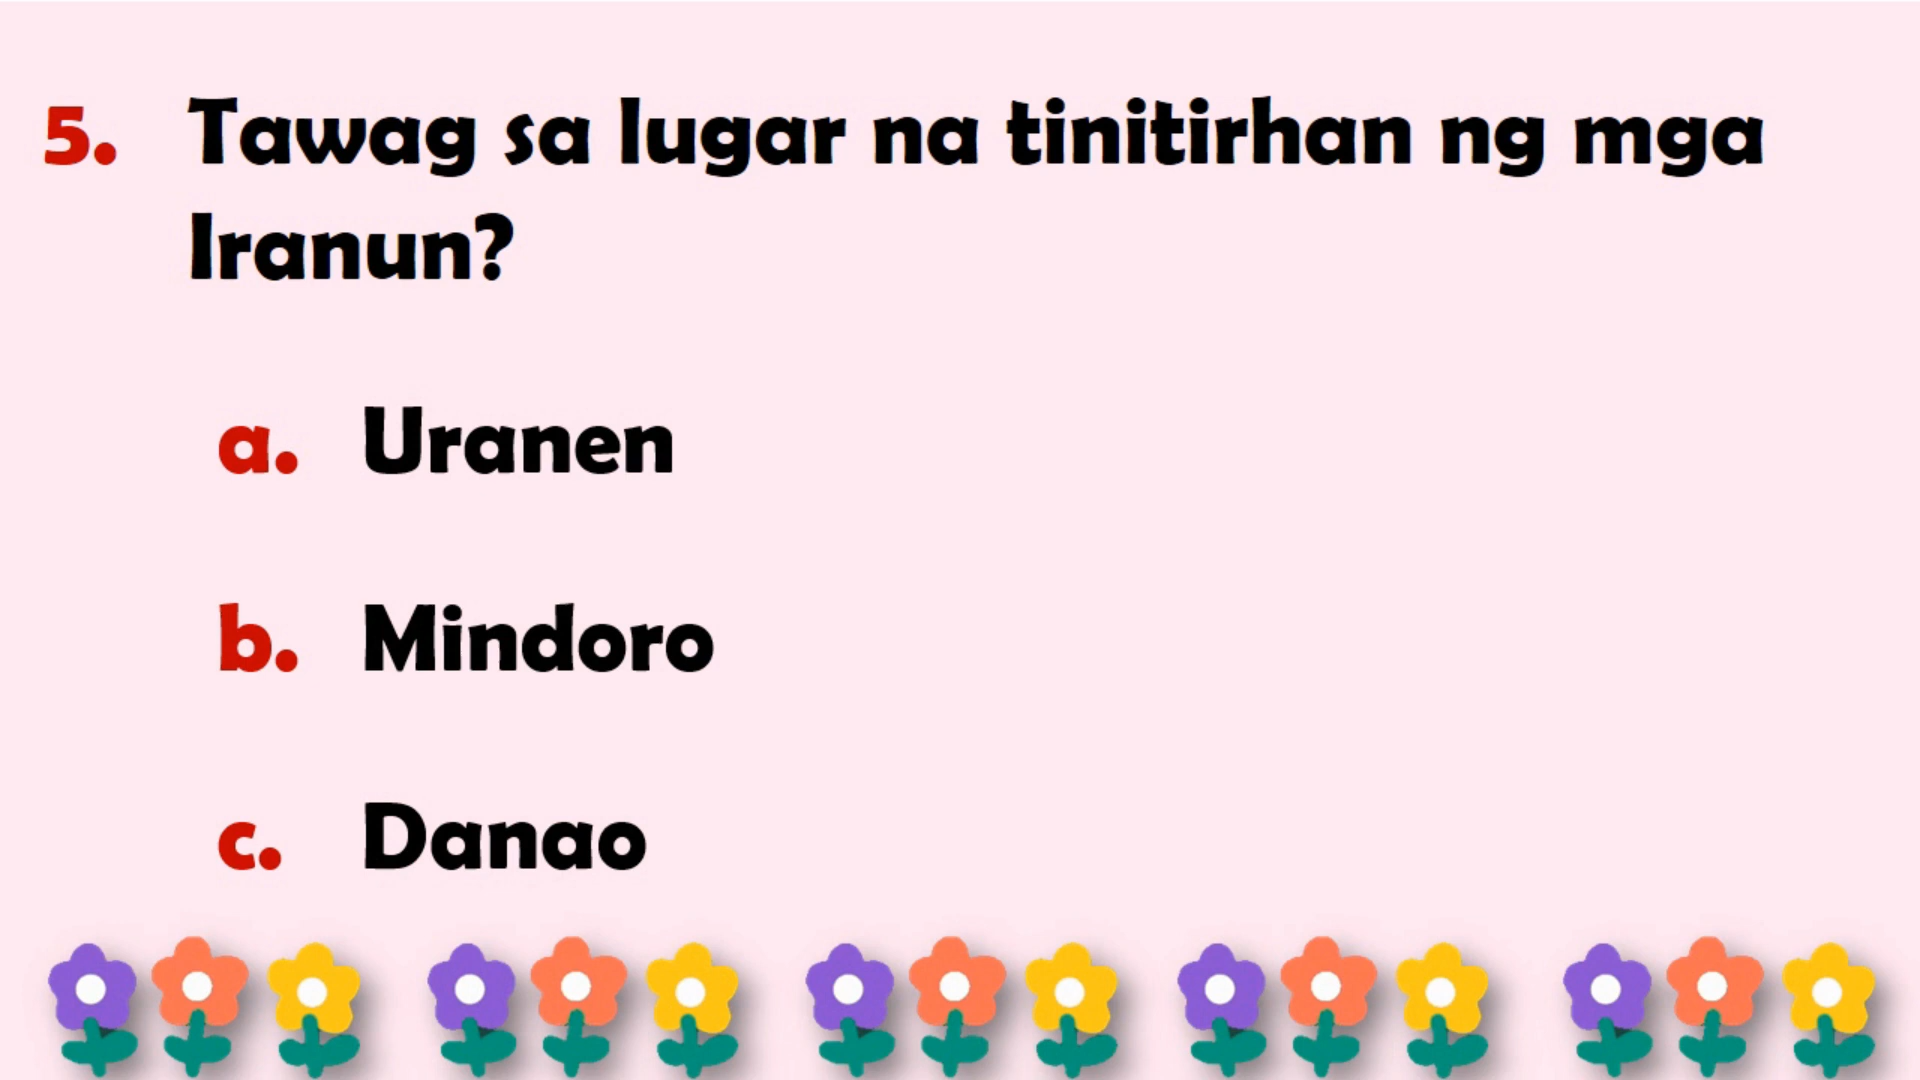 5. Tawag sa lugar na tinitirhan ng mga
Iranun?
a. Uranen
b. Mindoro
c. Danao